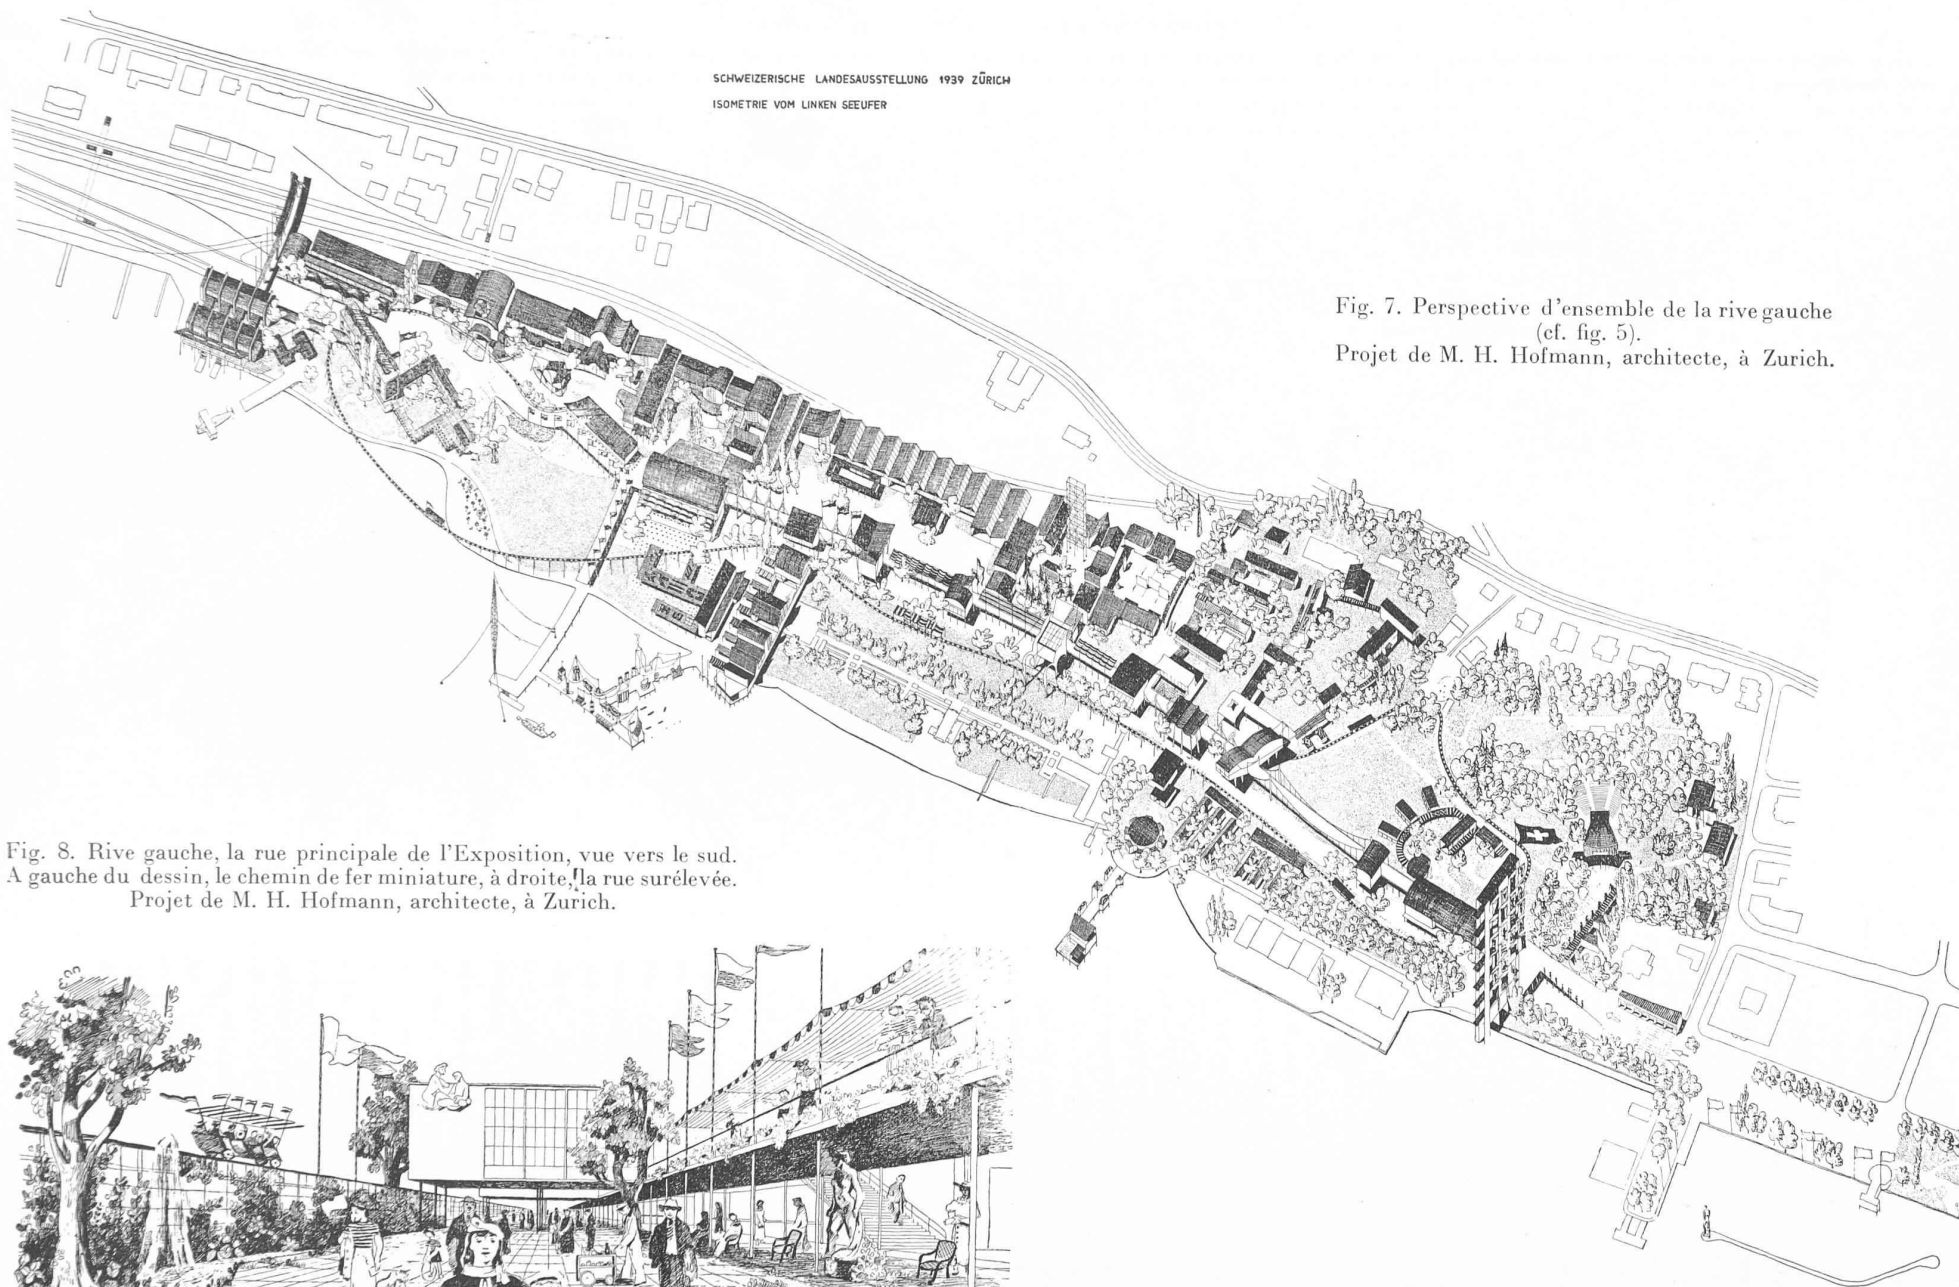 SCHWEIZERISCHE LANDESAUSSTELLUNG 1939 ZÜRICH
ISOMETRIE VOM LINKEN SEEUFER
Fig. 7. Perspective d'ensemble de la rive gauche
(cf. fig. 5).
Projet de M. H. Hofmann, architecte, à Zurich.
Fig. 8. Rive gauche, la rue principale de l'Exposition, vue vers le sud.
A gauche du dessin, le chemin de fer miniature, à droite, la rue surélevée.
Projet de M. H. Hofmann, architecte, à Zurich.